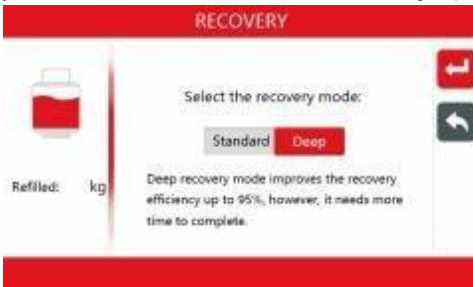 RECOVERY
Select the recovery mode:
Standard Deep
Refilled: kg
Deep recovery mode improves the recovery
efficiency up to 95%, however, it needs more
time to complete.